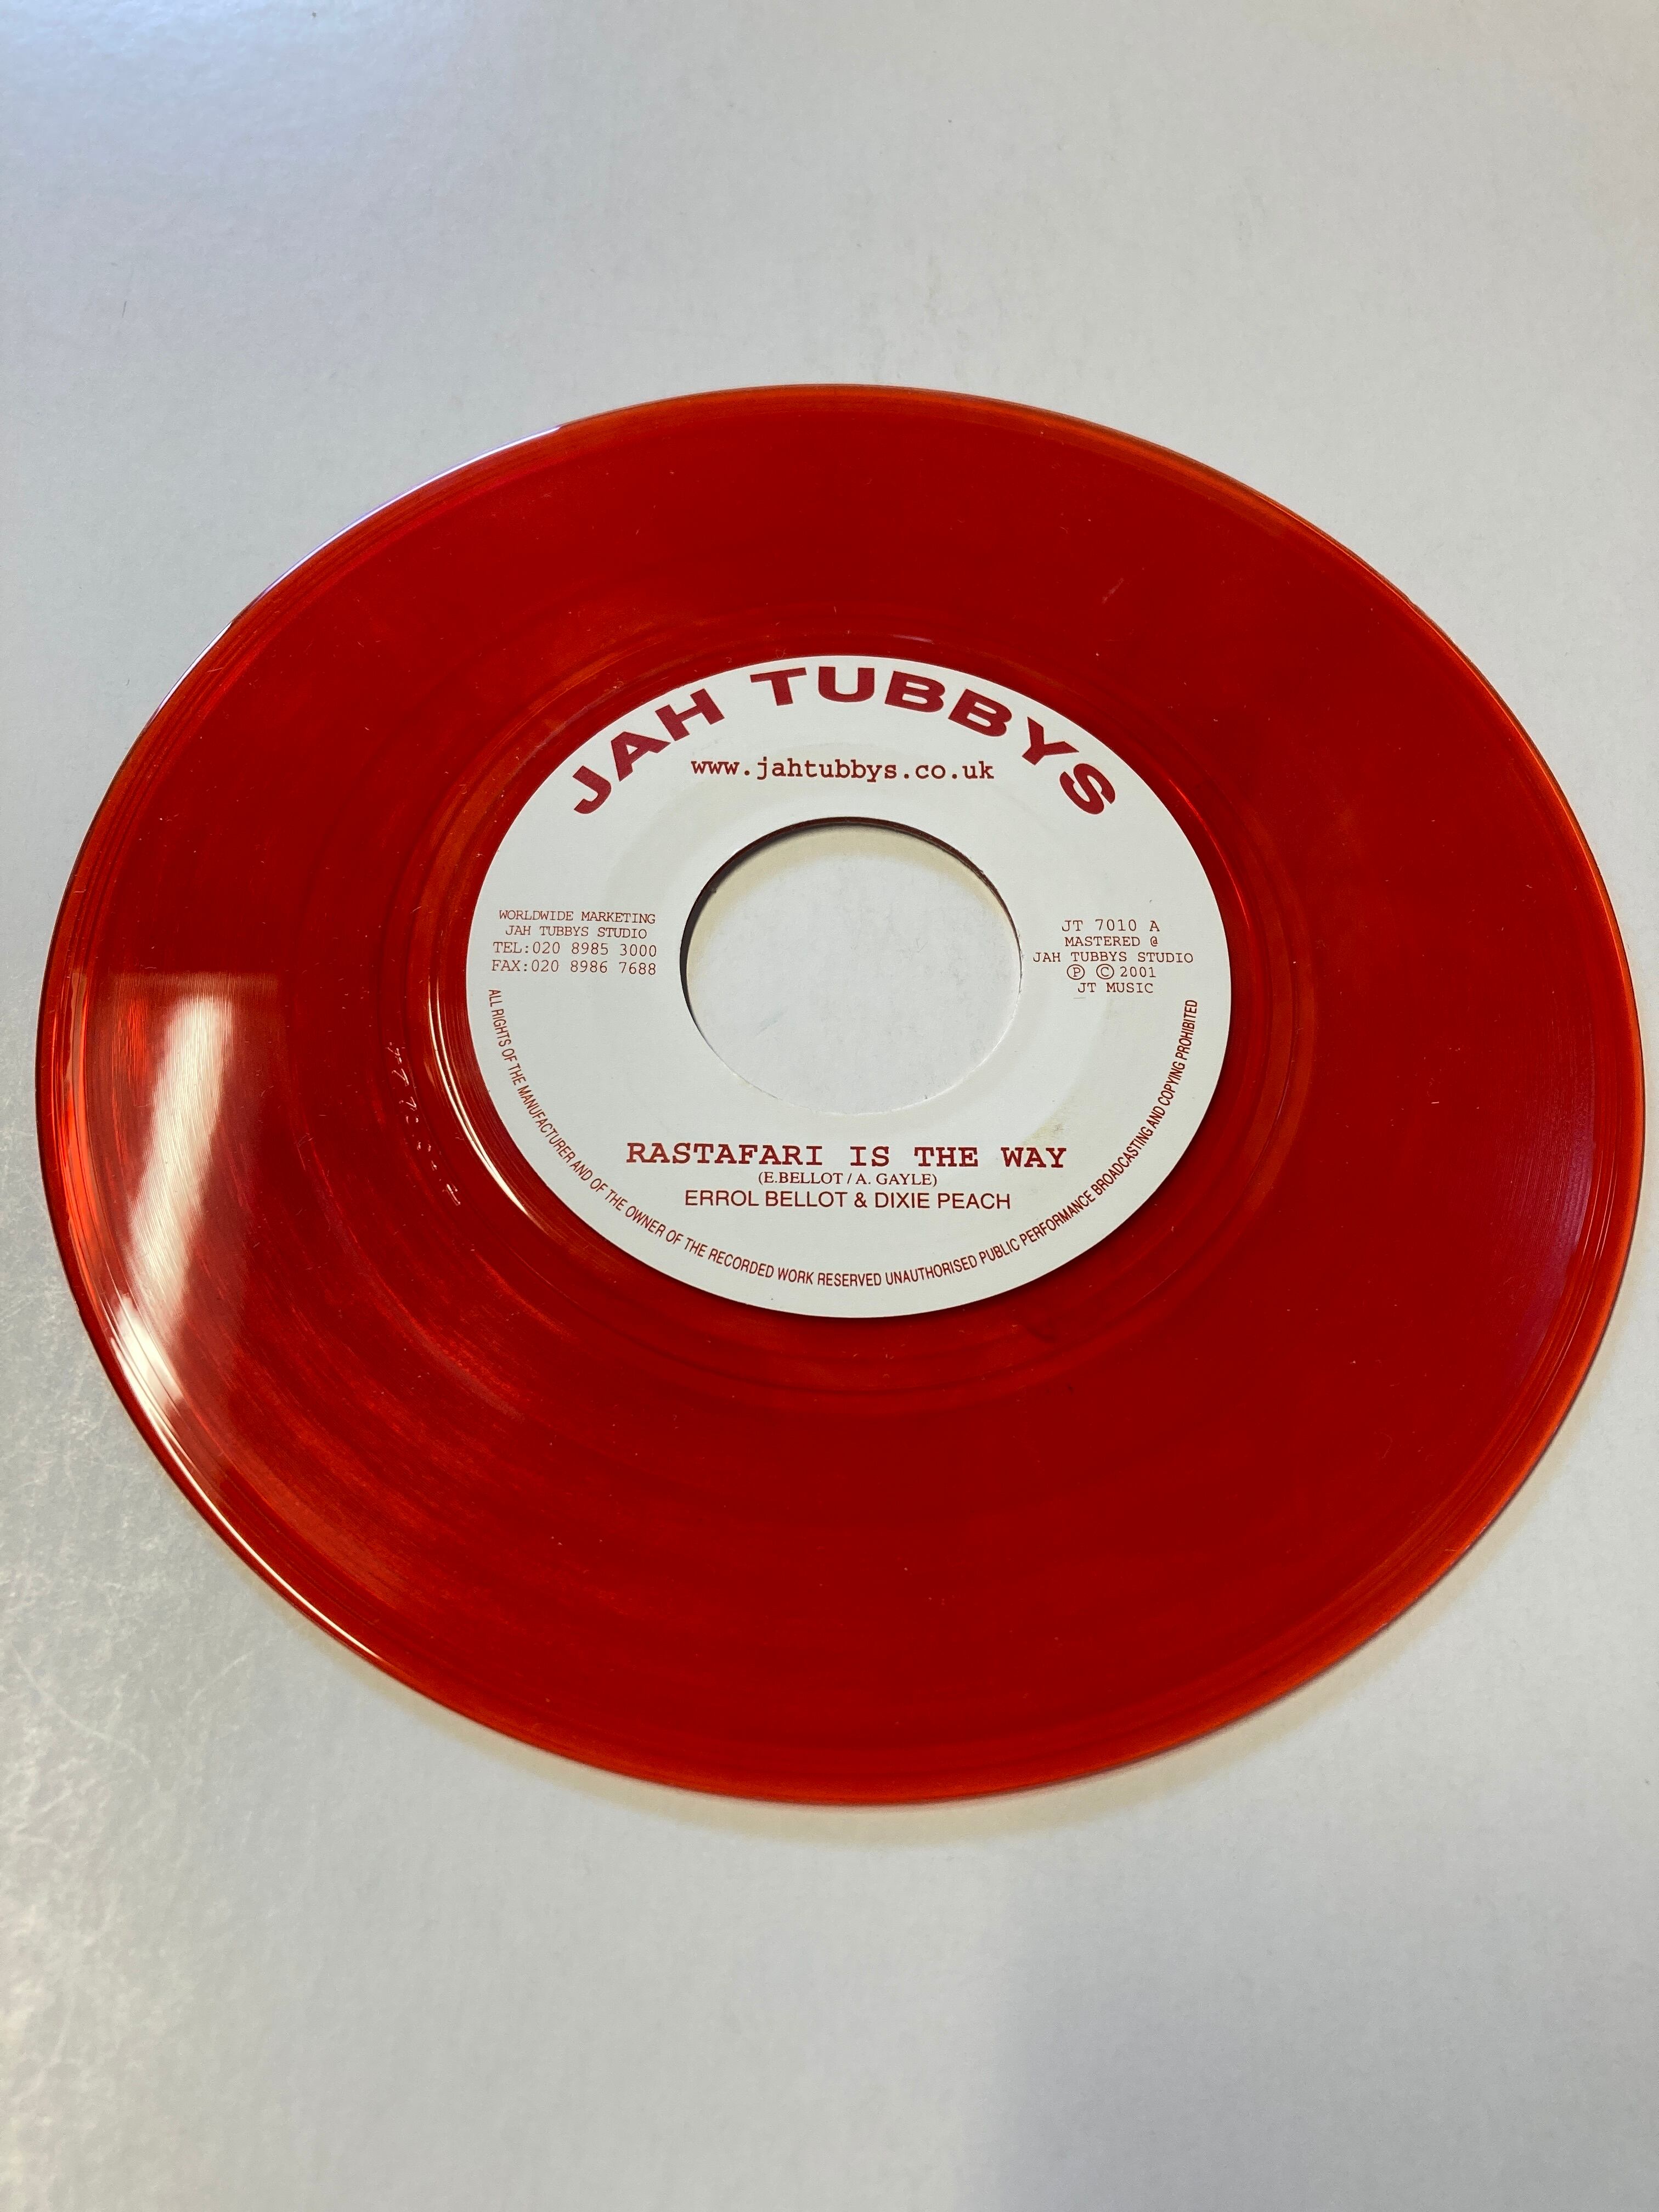 JAH TUBBYS
www.jahtubbys.co.uk
WORLDWIDE MARKETING
JAH TUBBYS STUDIO
TEL:020 8985 3000
FAX:020 8986 7688
JT 7010 A
MASTERED @
JAH TUBBYS STUDIO
Ⓟ © 2001
JT MUSIC
RASTAFARI IS THE WAY
(E.BELLOT / A. GAYLE)
ERROL BELLOT & DIXIE PEACH
ALL RIGHTS OF THE MANUFACTURER AND OF THE OWNER OF THE RECORDED WORK RESERVED UNAUTHORISED PUBLIC PERFORMANCE BROADCASTING AND COPYING PROHIBITED